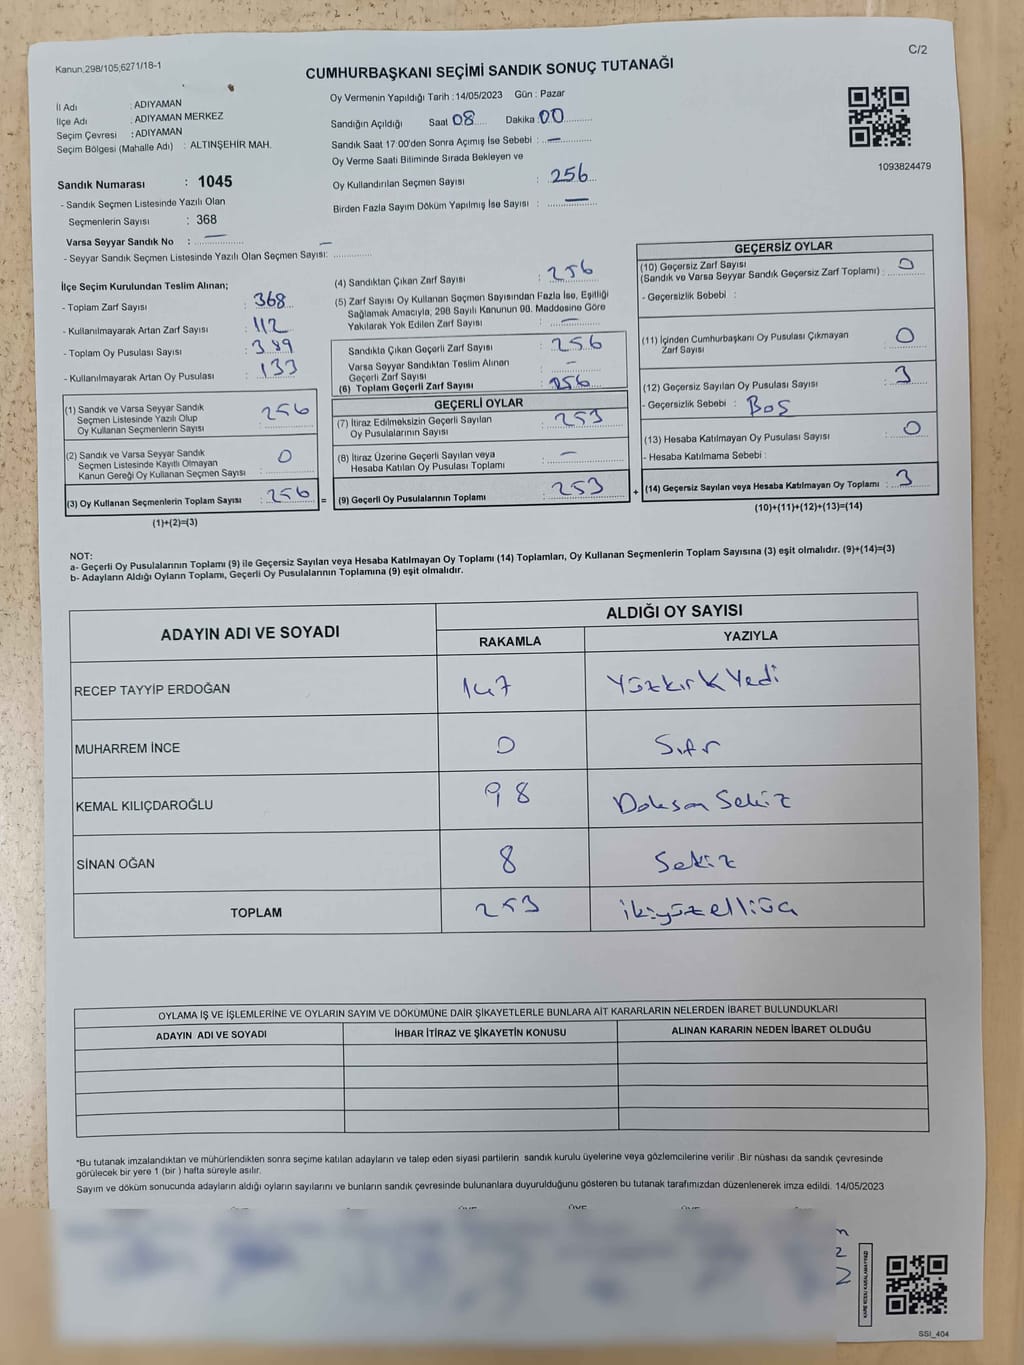 Kanun:298/105,6271/18-1
C/2
CUMHURBAŞKANI SEÇİMİ SANDIK SONUÇ TUTANAĞI
İl Adı : ADIYAMAN
İlçe Adı : ADIYAMAN MERKEZ
Seçim Çevresi : ADIYAMAN
Seçim Bölgesi (Mahalle Adı) : ALTINŞEHİR MAH.
Sandık Numarası : 1045
- Sandık Seçmen Listesinde Yazılı Olan
Seçmenlerin Sayısı : 368
Varsa Seyyar Sandık No : —
- Seyyar Sandık Seçmen Listesinde Yazılı Olan Seçmen Sayısı: —
Oy Vermenin Yapıldığı Tarih : 14/05/2023 Gün : Pazar
Sandığın Açıldığı Saat 08 Dakika 00
Sandık Saat 17:00'den Sonra Açımış İse Sebebi : —
Oy Verme Saati Bitiminde Sırada Bekleyen ve
Oy Kullandırılan Seçmen Sayısı : 256
Birden Fazla Sayım Döküm Yapılmış İse Sayısı : —
1093824479
İlçe Seçim Kurulundan Teslim Alınan;
- Toplam Zarf Sayısı : 368
- Kullanılmayarak Artan Zarf Sayısı : 112
- Toplam Oy Pusulası Sayısı : 389
- Kullanılmayarak Artan Oy Pusulası : 133
(1) Sandık ve Varsa Seyyar Sandık
Seçmen Listesinde Yazılı Olup
Oy Kullanan Seçmenlerin Sayısı : 256
(2) Sandık ve Varsa Seyyar Sandık
Seçmen Listesinde Kayıtlı Olmayan
Kanun Gereği Oy Kullanan Seçmen Sayısı : 0
(3) Oy Kullanan Seçmenlerin Toplam Sayısı : 256
(1)+(2)=(3)
(4) Sandıktan Çıkan Zarf Sayısı : 256
(5) Zarf Sayısı Oy Kullanan Seçmen Sayısından Fazla İse, Eşitliği
Sağlamak Amacıyla, 298 Sayılı Kanunun 98. Maddesine Göre
Yakılarak Yok Edilen Zarf Sayısı : —
Sandıkta Çıkan Geçerli Zarf Sayısı : 256
Varsa Seyyar Sandıktan Teslim Alınan
Geçerli Zarf Sayısı : —
(6) Toplam Geçerli Zarf Sayısı : 256
GEÇERLİ OYLAR
(7) İtiraz Edilmeksizin Geçerli Sayılan
Oy Pusulalarının Sayısı : 253
(8) İtiraz Üzerine Geçerli Sayılan veya
Hesaba Katılan Oy Pusulası Toplamı : —
= (9) Geçerli Oy Pusulalarının Toplamı : 253
GEÇERSİZ OYLAR
(10) Geçersiz Zarf Sayısı
(Sandık ve Varsa Seyyar Sandık Geçersiz Zarf Toplamı) : 0
- Geçersizlik Sebebi :
(11) İçinden Cumhurbaşkanı Oy Pusulası Çıkmayan
Zarf Sayısı : 0
(12) Geçersiz Sayılan Oy Pusulası Sayısı : 3
- Geçersizlik Sebebi : Boş
(13) Hesaba Katılmayan Oy Pusulası Sayısı : 0
- Hesaba Katılmama Sebebi :
+ (14) Geçersiz Sayılan veya Hesaba Katılmayan Oy Toplamı : 3
(10)+(11)+(12)+(13)=(14)
NOT:
a- Geçerli Oy Pusulalarının Toplamı (9) ile Geçersiz Sayılan veya Hesaba Katılmayan Oy Toplamı (14) Toplamları, Oy Kullanan Seçmenlerin Toplam Sayısına (3) eşit olmalıdır. (9)+(14)=(3)
b- Adayların Aldığı Oyların Toplamı, Geçerli Oy Pusulalarının Toplamına (9) eşit olmalıdır.
ADAYIN ADI VE SOYADI ALDIĞI OY SAYISI
RAKAMLA YAZIYLA
RECEP TAYYİP ERDOĞAN 147 Yüzkırk Yedi
MUHARREM İNCE 0 Sıfır
KEMAL KILIÇDAROĞLU 98 Doksan Sekiz
SİNAN OĞAN 8 Sekiz
TOPLAM 253 ikiyüzelliüç
OYLAMA İŞ VE İŞLEMLERİNE VE OYLARIN SAYIM VE DÖKÜMÜNE DAİR ŞİKAYETLERLE BUNLARA AİT KARARLARIN NELERDEN İBARET BULUNDUKLARI
ADAYIN ADI VE SOYADI İHBAR İTİRAZ VE ŞİKAYETİN KONUSU ALINAN KARARIN NEDEN İBARET OLDUĞU
*Bu tutanak imzalandıktan ve mühürlendikten sonra seçime katılan adayların ve talep eden siyasi partilerin sandık kurulu üyelerine veya gözlemcilerine verilir .Bir nüshası da sandık çevresinde
görülecek bir yere 1 (bir ) hafta süreyle asılır.
Sayım ve döküm sonucunda adayların aldığı oyların sayılarını ve bunların sandık çevresinde bulunanlara duyurulduğunu gösteren bu tutanak tarafımızdan düzenlenerek imza edildi. 14/05/2023
SSI_404